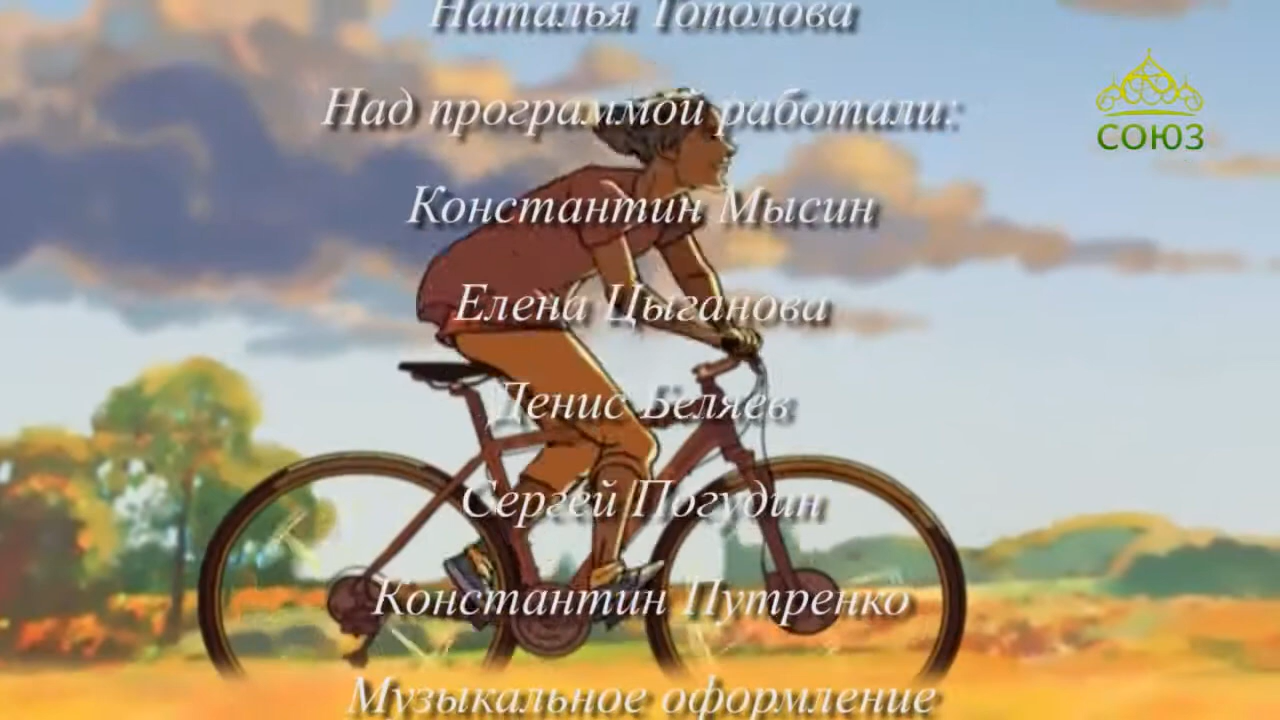 Наталья Тополова
СОЮЗ
Над программой работали:
Константин Мысин
Елена Цыганова
Денис Беляев
Сергей Погудин
Константин Путренко
Музыкальное оформление